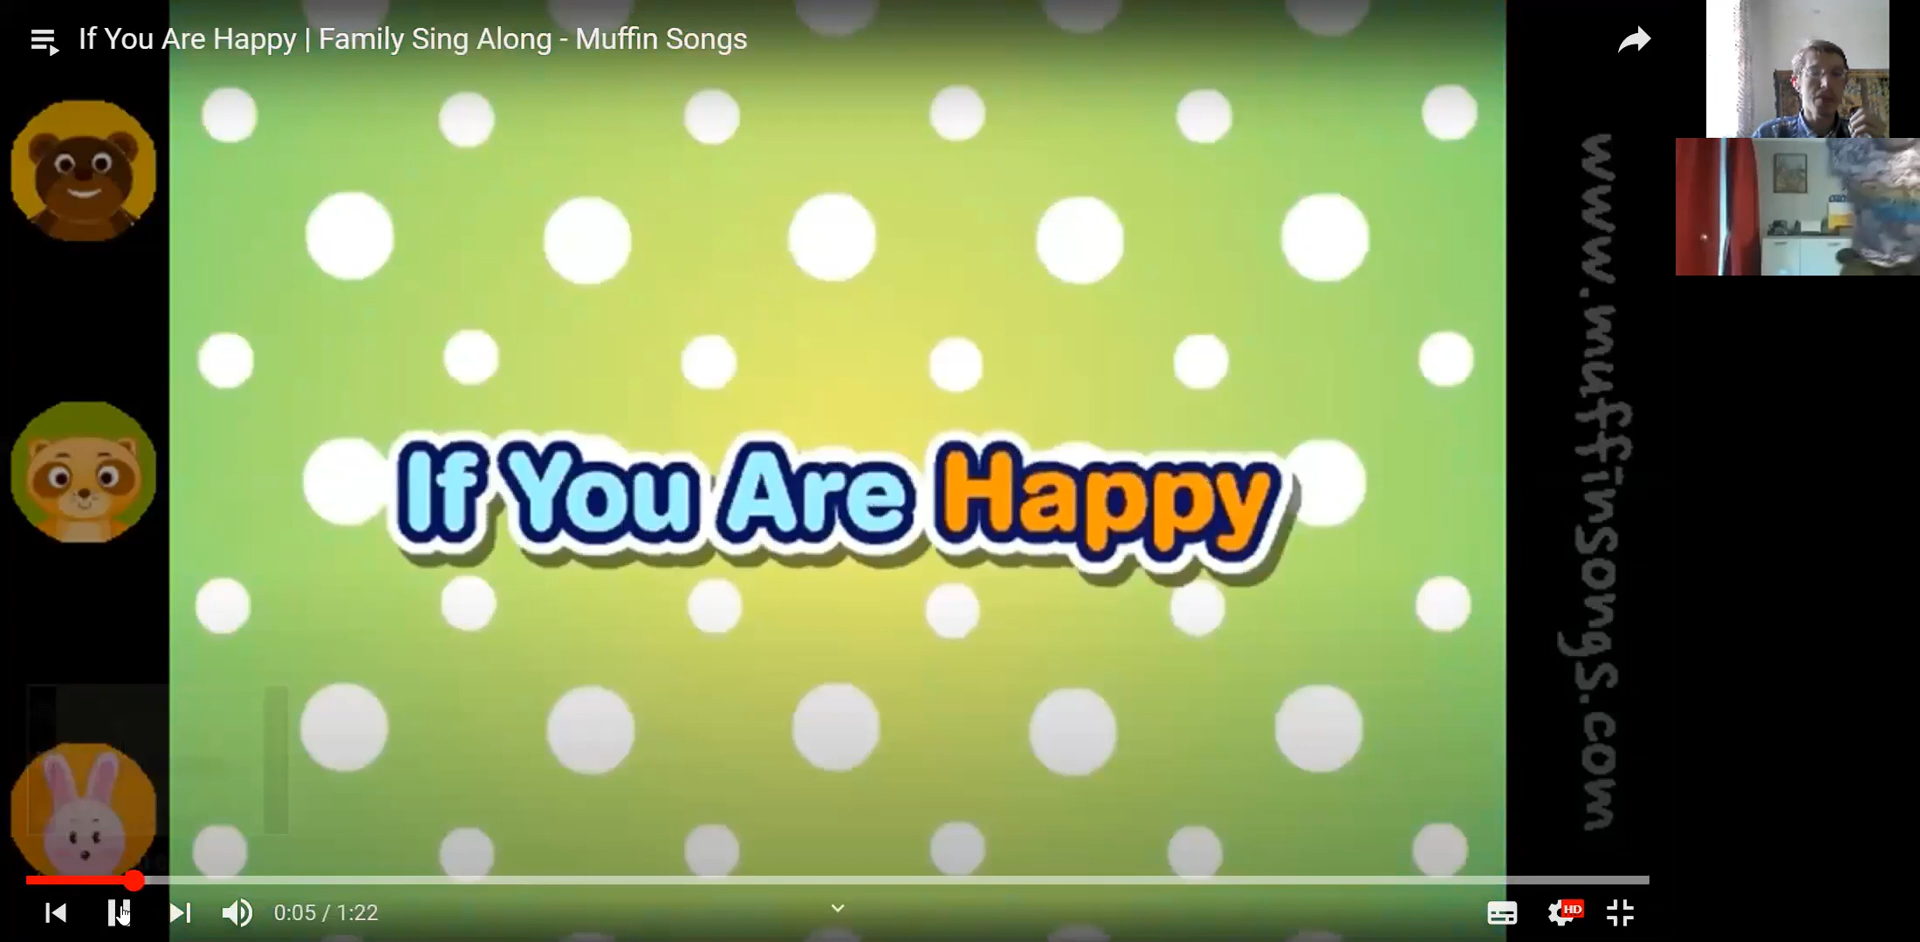 If You Are Happy | Family Sing Along - Muffin Songs
If You Are Happy
www.muffinsongs.com
0:05 / 1:22
HD